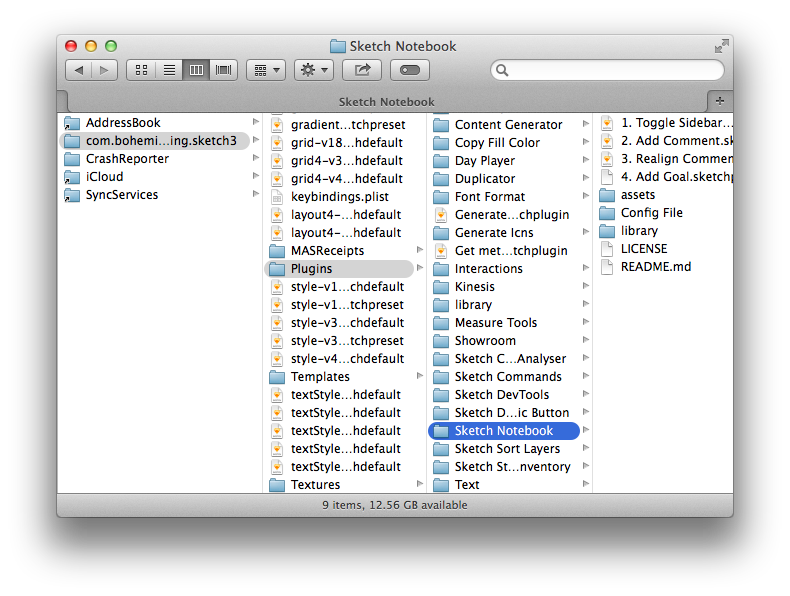 Sketch Notebook
Sketch Notebook
AddressBook
com.bohemi...ing.sketch3
CrashReporter
iCloud
SyncServices
gradient...tchpreset
grid-v18...hdefault
grid4-v3...hdefault
grid4-v4...hdefault
keybindings.plist
layout4-...hdefault
layout4-...hdefault
MASReceipts
Plugins
style-v1...chdefault
style-v1...tchpreset
style-v3...chdefault
style-v3...tchpreset
style-v4...chdefault
Templates
textStyle...hdefault
textStyle...hdefault
textStyle...hdefault
textStyle...hdefault
textStyle...hdefault
Textures
Content Generator
Copy Fill Color
Day Player
Duplicator
Font Format
Generate...chplugin
Generate Icns
Get met...tchplugin
Interactions
Kinesis
library
Measure Tools
Showroom
Sketch C...Analyser
Sketch Commands
Sketch DevTools
Sketch D...ic Button
Sketch Notebook
Sketch Sort Layers
Sketch St...nventory
Text
1. Toggle Sidebar...
2. Add Comment.sk
3. Realign Commen
4. Add Goal.sketchp
assets
Config File
library
LICENSE
README.md
9 items, 12.56 GB available